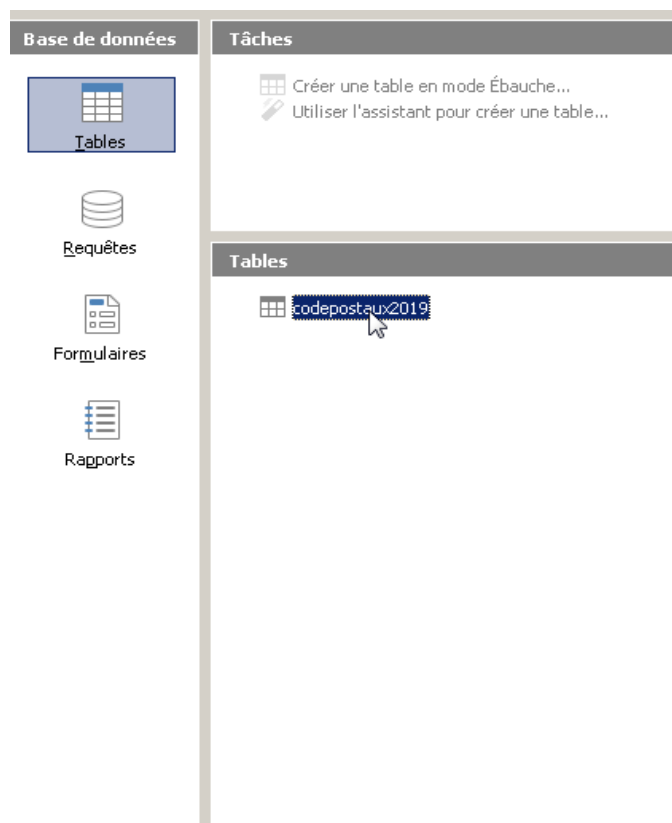 Base de données
Tables
Requêtes
Formulaires
Rapports
Tâches
Créer une table en mode Ébauche...
Utiliser l'assistant pour créer une table...
Tables
codepostaux2019